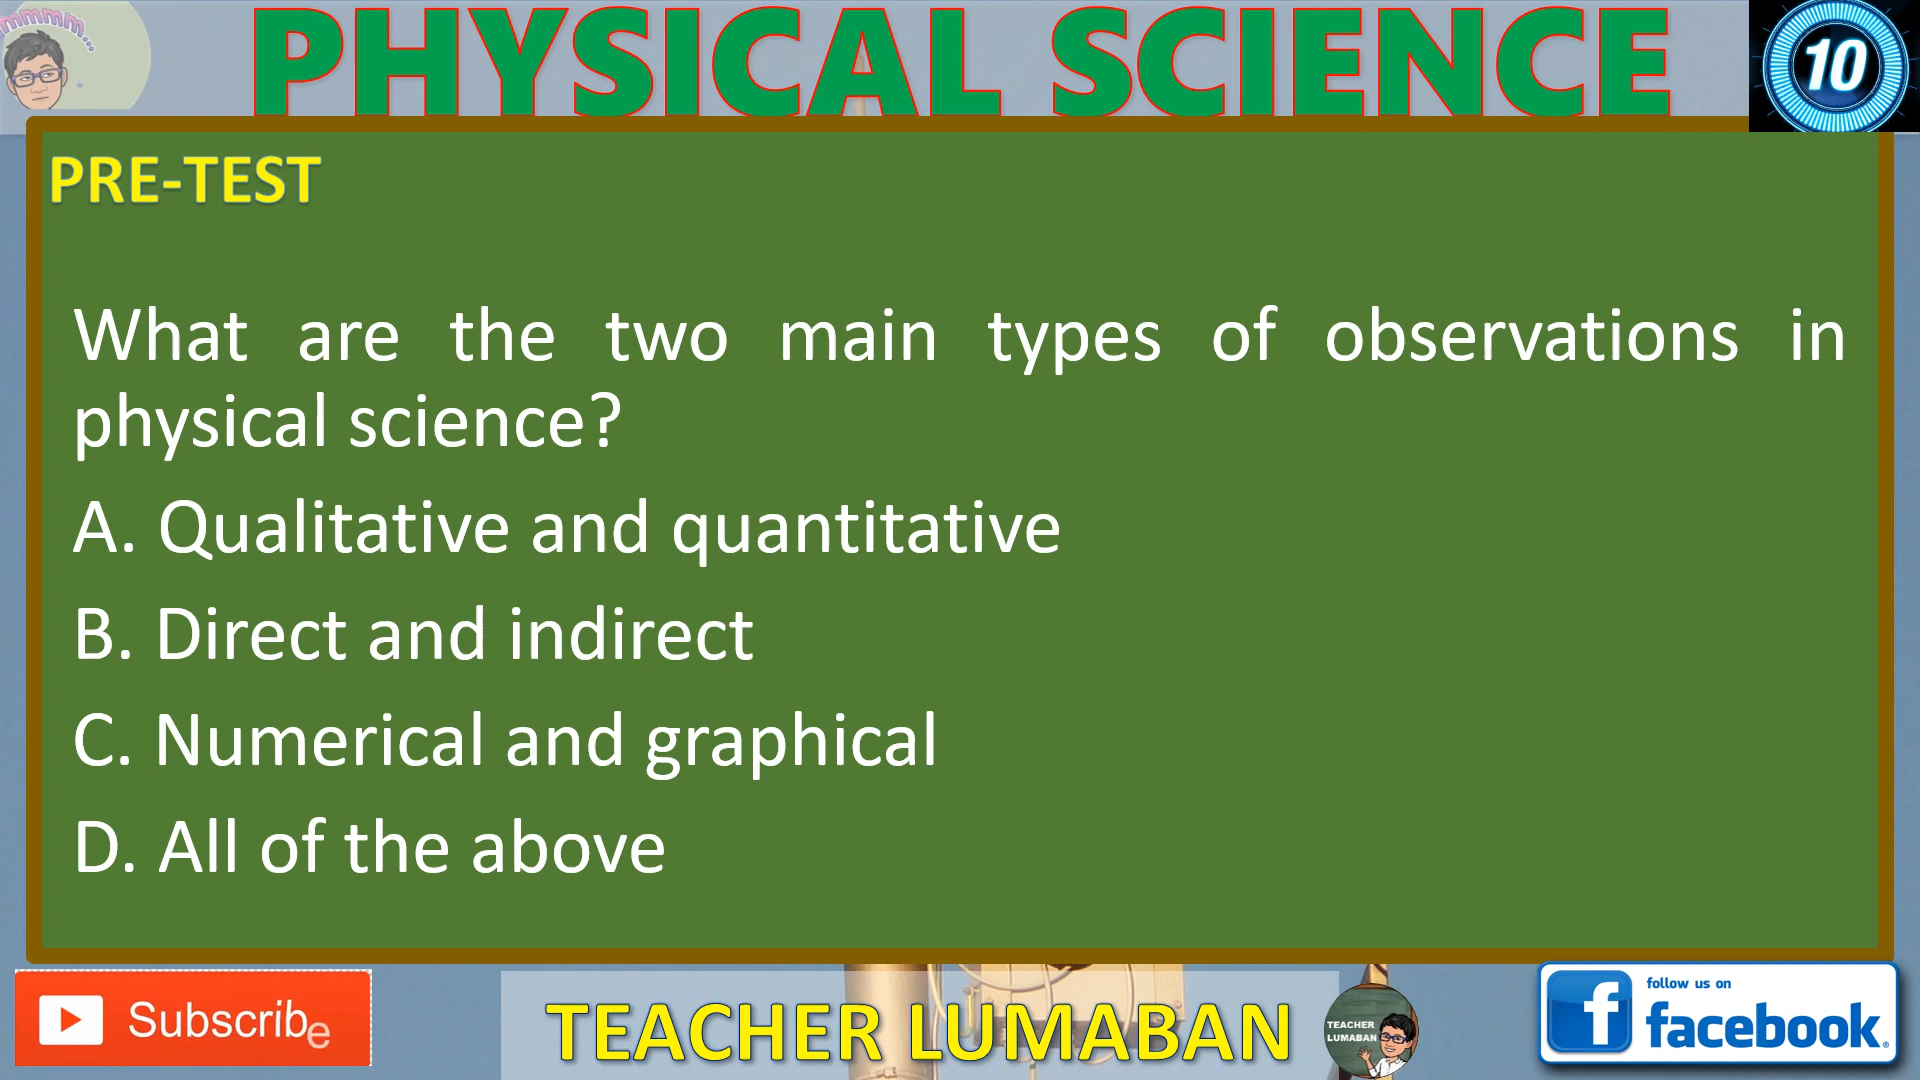 mmmm...
PHYSICAL SCIENCE
10
PRE-TEST
What are the two main types of observations in
physical science?
A. Qualitative and quantitative
B. Direct and indirect
C. Numerical and graphical
D. All of the above
Subscribe
TEACHER LUMABAN
TEACHER
LUMABAN
follow us on
facebook.